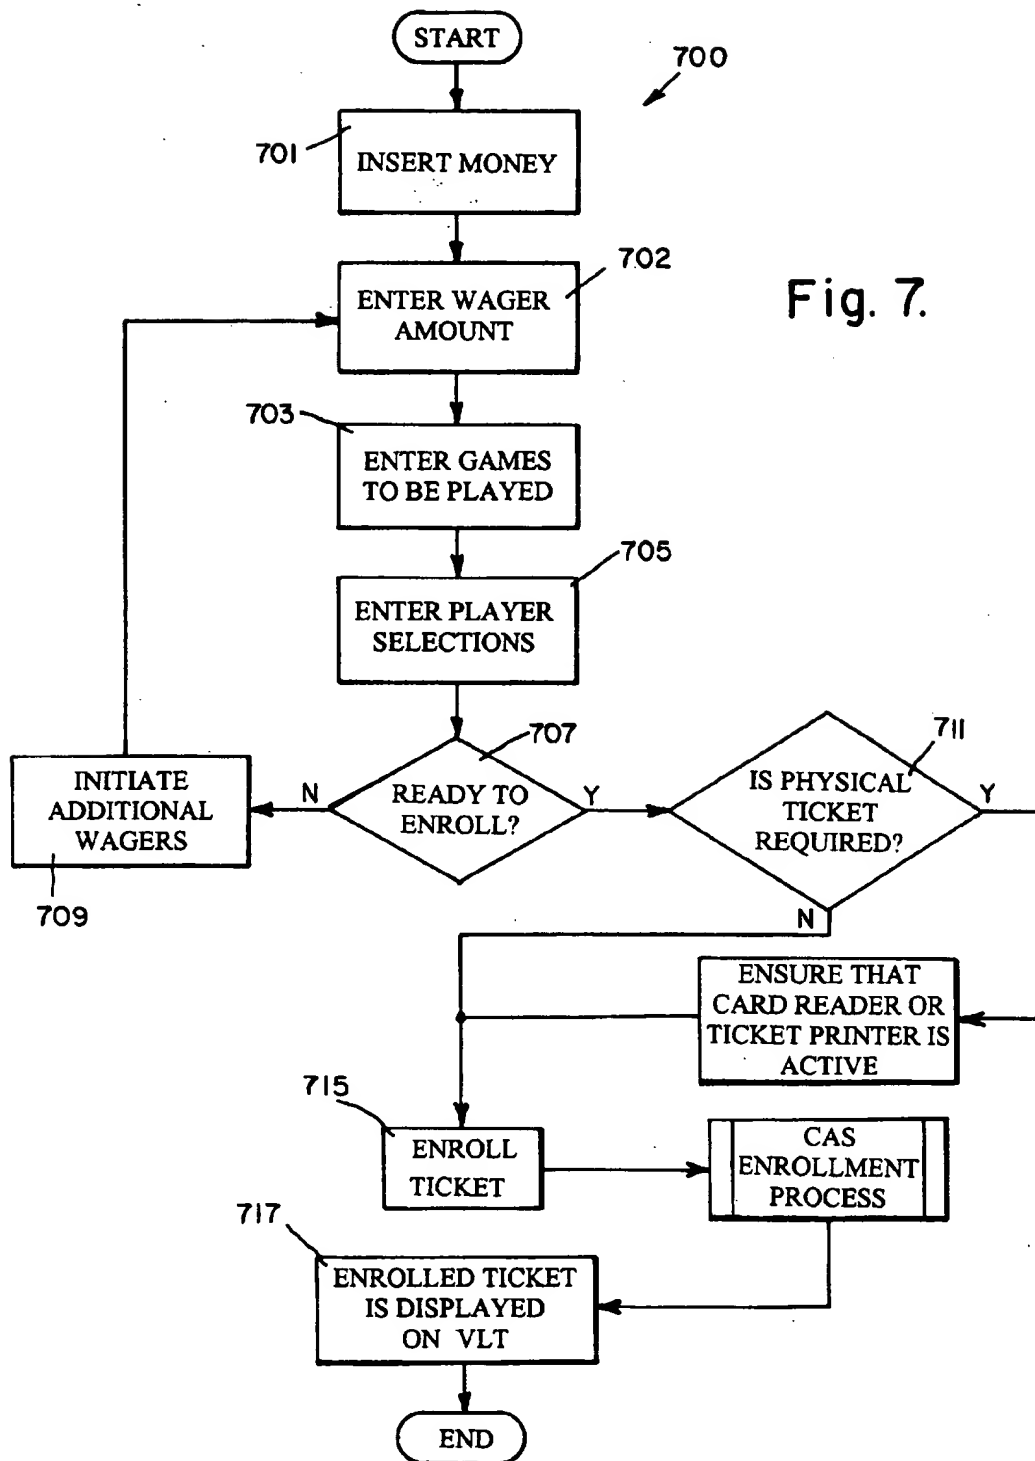 START
700
701
INSERT MONEY
702
ENTER WAGER
AMOUNT
Fig. 7.
703
ENTER GAMES
TO BE PLAYED
705
ENTER PLAYER
SELECTIONS
707
READY TO
ENROLL?
N
Y
INITIATE
ADDITIONAL
WAGERS
709
711
IS PHYSICAL
TICKET
REQUIRED?
Y
N
ENSURE THAT
CARD READER OR
TICKET PRINTER IS
ACTIVE
715
ENROLL
TICKET
CAS
ENROLLMENT
PROCESS
717
ENROLLED TICKET
IS DISPLAYED
ON VLT
END